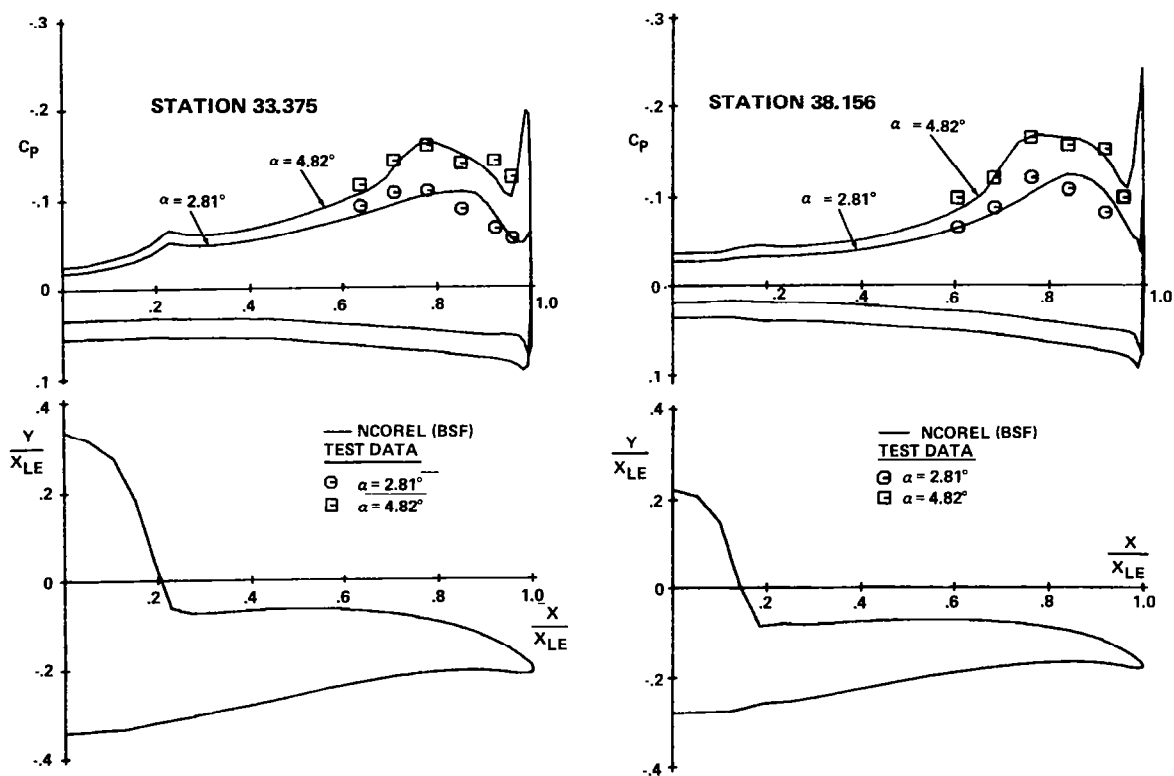 -.3
-.2
C_P
-.1
0
.1
STATION 33.375
α = 4.82°
α = 2.81°
.2
.4
.6
.8
1.0
.4
Y
X_LE
.2
0
-.2
-.4
NCOREL (BSF)
TEST DATA
α = 2.81°
α = 4.82°
.2
.4
.6
.8
1.0
X
X_LE
-.3
-.2
C_P
-.1
0
.1
STATION 38.156
α = 4.82°
α = 2.81°
.2
.4
.6
.8
1.0
.4
Y
X_LE
.2
0
-.2
-.4
NCOREL (BSF)
TEST DATA
α = 2.81°
α = 4.82°
X
X_LE
.2
.4
.6
.8
1.0